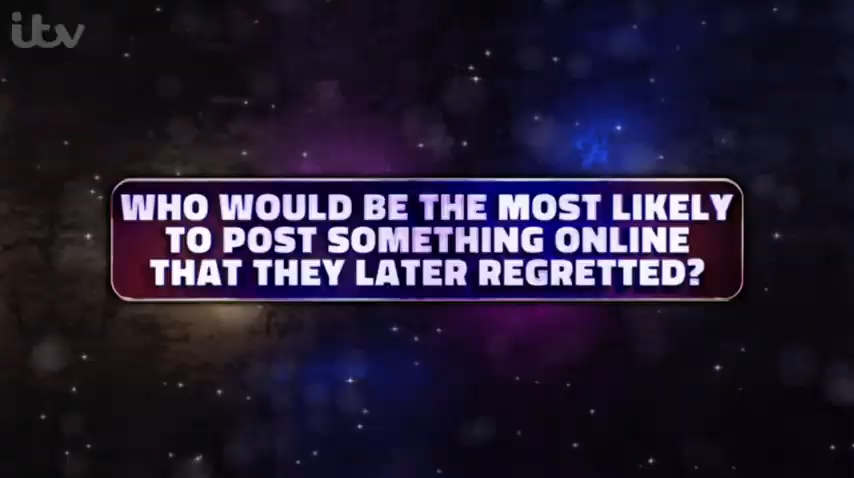 itv
WHO WOULD BE THE MOST LIKELY
TO POST SOMETHING ONLINE
THAT THEY LATER REGRETTED?